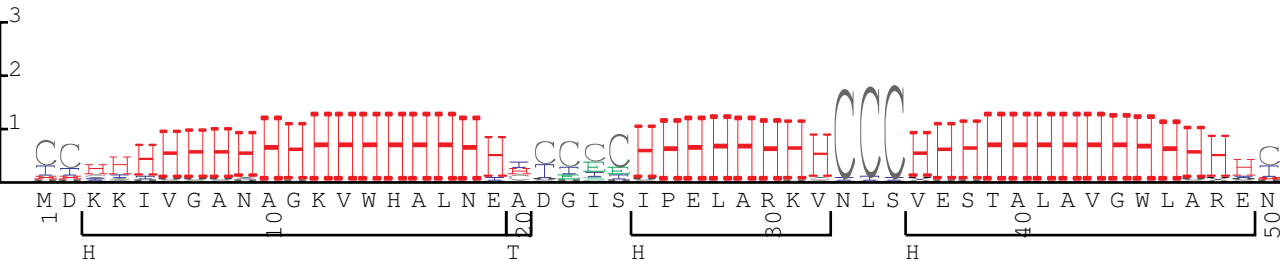 3
2
1
C C H H H H H H H H H H H H H H H H H H H C C C C H H H H H H H H C C C H H H H H H H H H H H H H H C
M D K K I V G A N A G K V W H A L N E A D G I S I P E L A R K V N L S V E S T A L A V G W L A R E N
1 10 20 30 40 50
H T H H